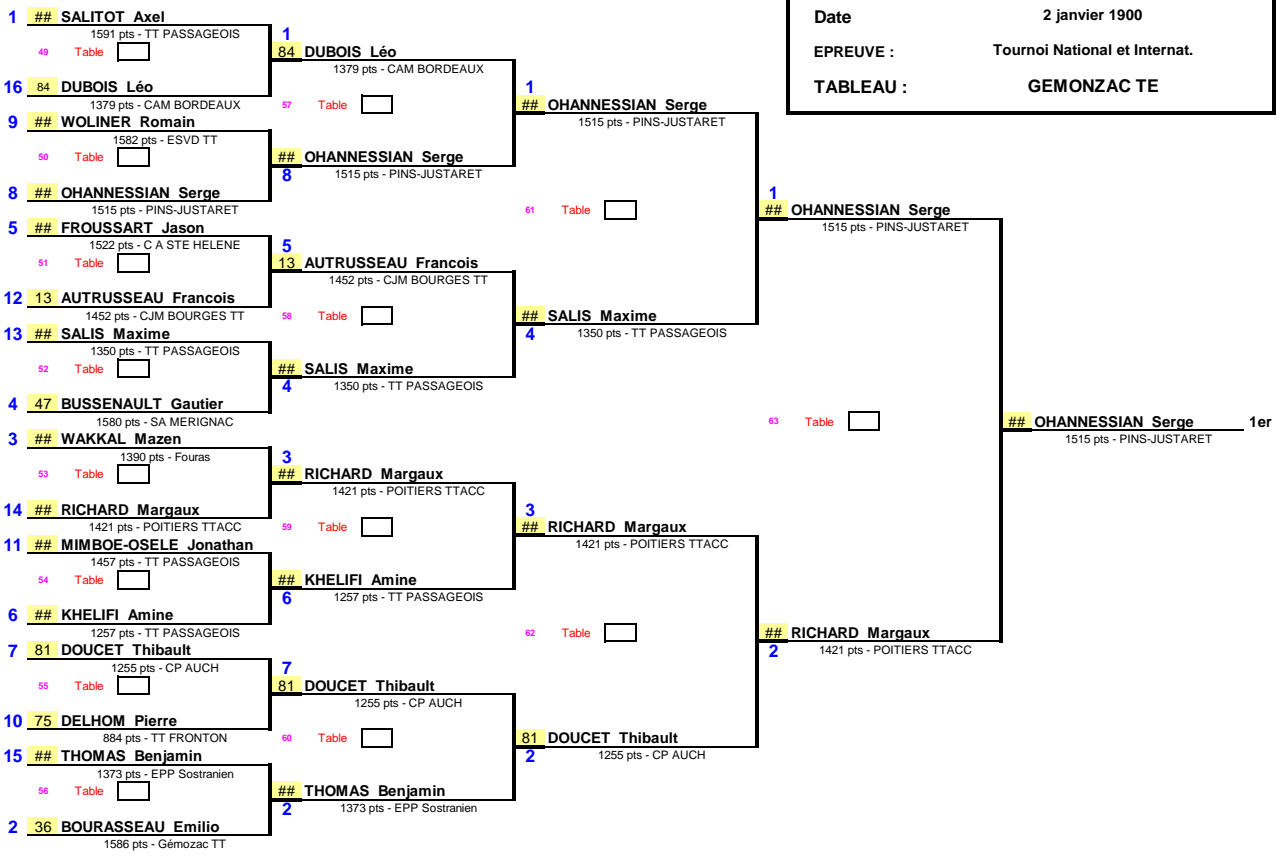 Date 2 janvier 1900
EPREUVE : Tournoi National et Internat.
TABLEAU : GEMONZAC TE
1 ## SALITOT Axel
1591 pts - TT PASSAGEOIS
49 Table
16 84 DUBOIS Léo
1379 pts - CAM BORDEAUX
9 ## WOLINER Romain
1582 pts - ESVD TT
50 Table
8 ## OHANNESSIAN Serge
1515 pts - PINS-JUSTARET
5 ## FROUSSART Jason
1522 pts - C A STE HELENE
51 Table
12 13 AUTRUSSEAU Francois
1452 pts - CJM BOURGES TT
13 ## SALIS Maxime
1350 pts - TT PASSAGEOIS
52 Table
4 47 BUSSENAULT Gautier
1580 pts - SA MERIGNAC
3 ## WAKKAL Mazen
1390 pts - Fouras
53 Table
14 ## RICHARD Margaux
1421 pts - POITIERS TTACC
11 ## MIMBOE-OSELE Jonathan
1457 pts - TT PASSAGEOIS
54 Table
6 ## KHELIFI Amine
1257 pts - TT PASSAGEOIS
7 81 DOUCET Thibault
1255 pts - CP AUCH
55 Table
10 75 DELHOM Pierre
884 pts - TT FRONTON
15 ## THOMAS Benjamin
1373 pts - EPP Sostranien
56 Table
2 36 BOURASSEAU Emilio
1586 pts - Gémozac TT
1
84 DUBOIS Léo
1379 pts - CAM BORDEAUX
57 Table
## OHANNESSIAN Serge
8 1515 pts - PINS-JUSTARET
5
13 AUTRUSSEAU Francois
1452 pts - CJM BOURGES TT
58 Table
## SALIS Maxime
4 1350 pts - TT PASSAGEOIS
3
## RICHARD Margaux
1421 pts - POITIERS TTACC
59 Table
## KHELIFI Amine
6 1257 pts - TT PASSAGEOIS
7
81 DOUCET Thibault
1255 pts - CP AUCH
60 Table
## THOMAS Benjamin
2 1373 pts - EPP Sostranien
1
## OHANNESSIAN Serge
1515 pts - PINS-JUSTARET
61 Table
## SALIS Maxime
4 1350 pts - TT PASSAGEOIS
3
## RICHARD Margaux
1421 pts - POITIERS TTACC
62 Table
81 DOUCET Thibault
2 1255 pts - CP AUCH
1
## OHANNESSIAN Serge
1515 pts - PINS-JUSTARET
63 Table
## RICHARD Margaux
2 1421 pts - POITIERS TTACC
## OHANNESSIAN Serge 1er
1515 pts - PINS-JUSTARET